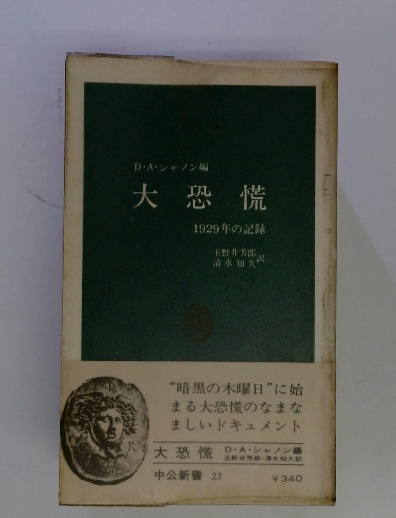 D・A・シャノン編
大恐慌
1929年の記録
玉野井芳郎
清水知久 訳
“暗黒の木曜日”に始
まる大恐慌のなまな
ましいドキュメント
大恐慌 D・A・シャノン編
玉野井芳郎・清水知久訳
中公新書 23 ￥340